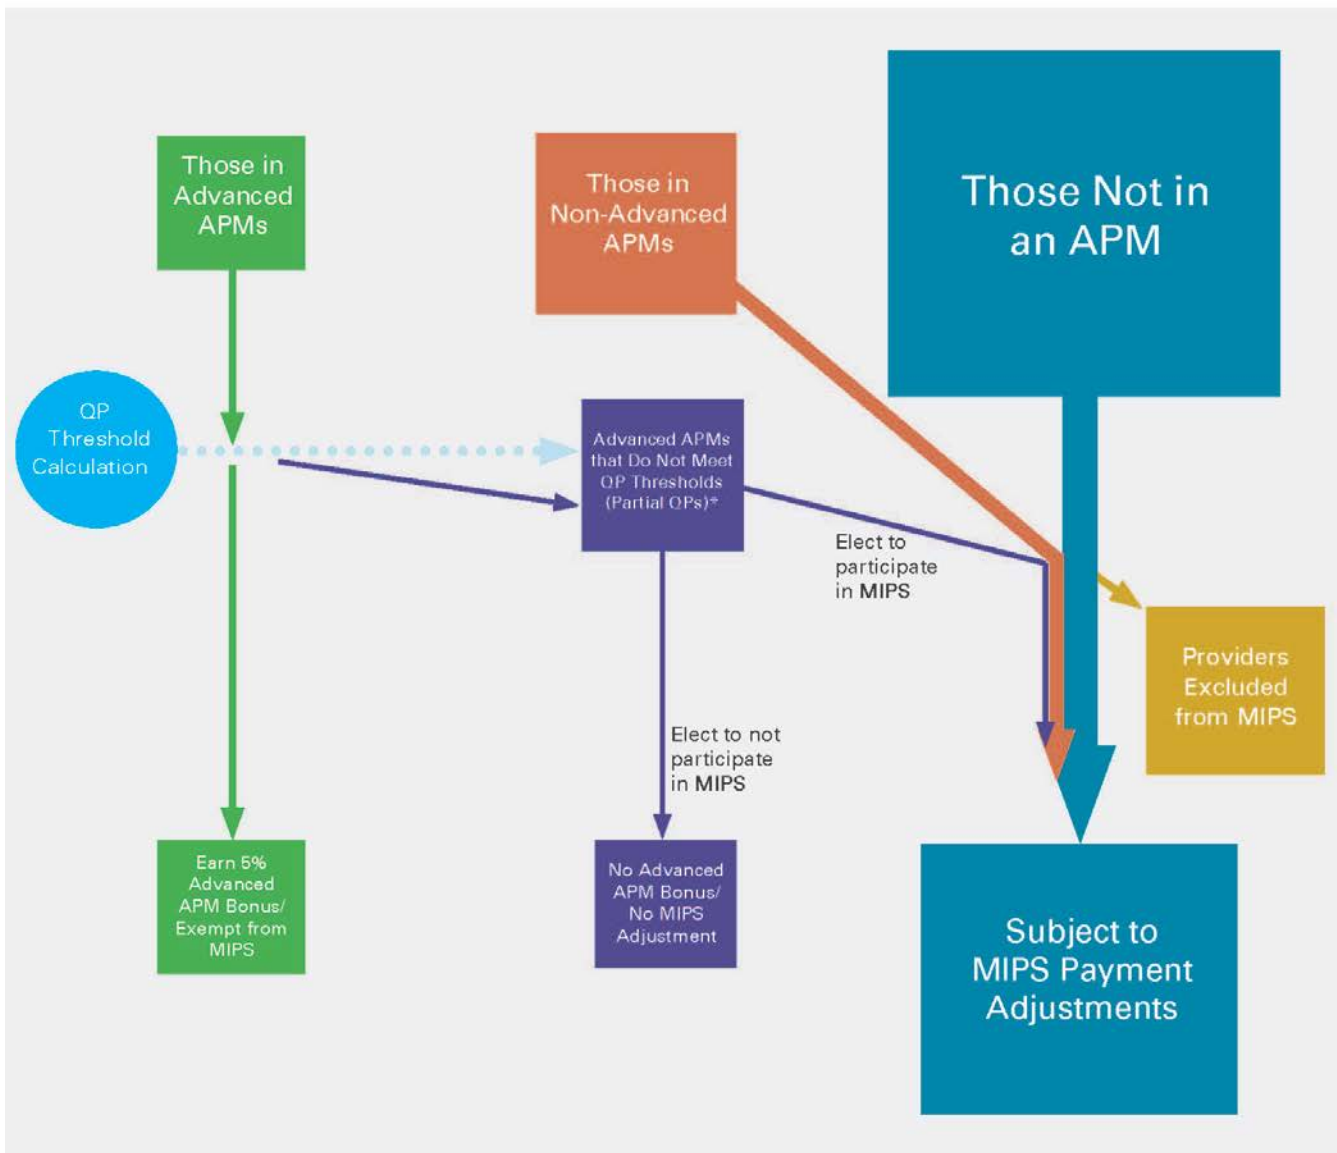 Those in
Advanced
APMs
Those in
Non-Advanced
APMs
Those Not in
an APM
QP
Threshold
Calculation
Advanced APMs
that Do Not Meet
QP Thresholds
(Partial QPs)*
Elect to
participate
in MIPS
Providers
Excluded
from MIPS
Elect to not
participate
in MIPS
Earn 5%
Advanced
APM Bonus/
Exempt from
MIPS
No Advanced
APM Bonus/
No MIPS
Adjustment
Subject to
MIPS Payment
Adjustments